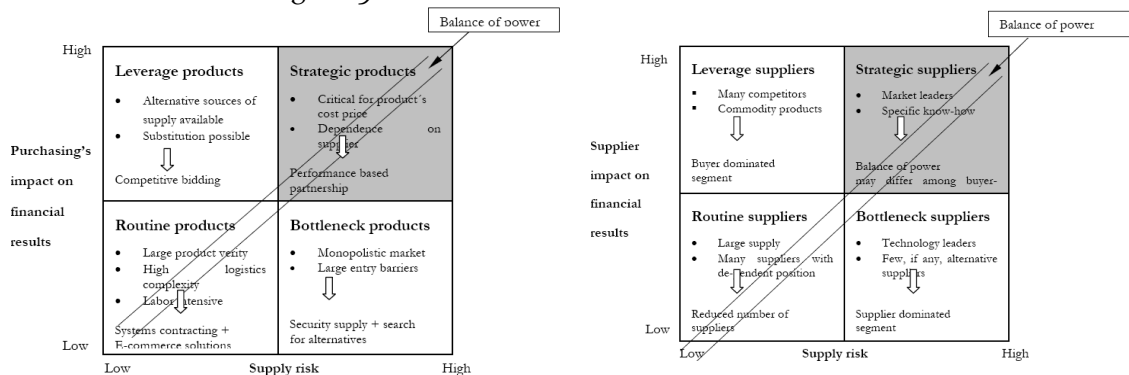 Balance of power
High
Leverage products
• Alternative sources of
supply available
• Substitution possible
Competitive bidding
Strategic products
• Critical for product´s
cost price
• Dependence on
supplier
Performance based
partnership
Purchasing's
impact on
financial
results
Routine products
• Large product verity
• High logistics
complexity
• Labor intensive
Systems contracting +
E-commerce solutions
Bottleneck products
• Monopolistic market
• Large entry barriers
Security supply + search
for alternatives
Low
Low
Supply risk
High
Balance of power
High
Leverage suppliers
▪ Many competitors
▪ Commodity products
Buyer dominated
segment
Strategic suppliers
• Market leaders
• Specific know-how
Balance of power
may differ among buyer-
Supplier
impact on
financial
results
Routine suppliers
• Large supply
• Many suppliers with
de-pendent position
Reduced number of
suppliers
Bottleneck suppliers
• Technology leaders
• Few, if any, alternative
suppliers
Supplier dominated
segment
Low
Low
Supply risk
High